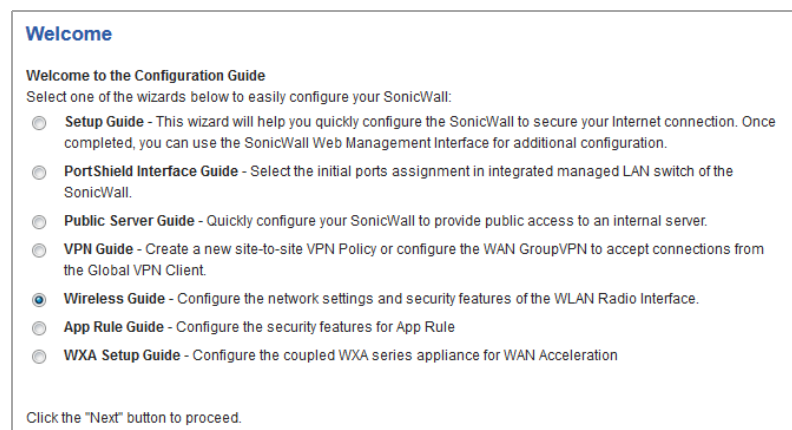 Welcome
Welcome to the Configuration Guide
Select one of the wizards below to easily configure your SonicWall:
Setup Guide - This wizard will help you quickly configure the SonicWall to secure your Internet connection. Once
completed, you can use the SonicWall Web Management Interface for additional configuration.
PortShield Interface Guide - Select the initial ports assignment in integrated managed LAN switch of the
SonicWall.
Public Server Guide - Quickly configure your SonicWall to provide public access to an internal server.
VPN Guide - Create a new site-to-site VPN Policy or configure the WAN GroupVPN to accept connections from
the Global VPN Client.
Wireless Guide - Configure the network settings and security features of the WLAN Radio Interface.
App Rule Guide - Configure the security features for App Rule
WXA Setup Guide - Configure the coupled WXA series appliance for WAN Acceleration
Click the "Next" button to proceed.